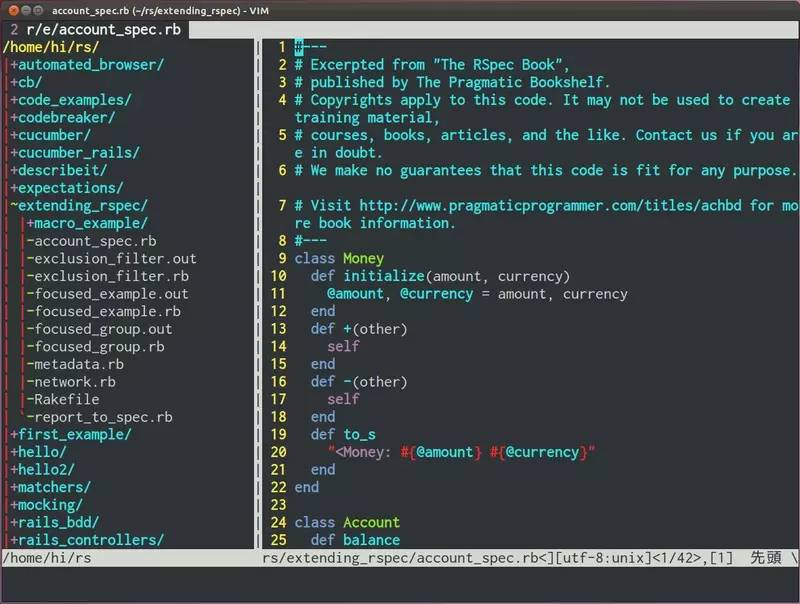 account_spec.rb (~/rs/extending_rspec) - VIM
2 r/e/account_spec.rb
/home/hi/rs/
|+automated_browser/
|+cb/
|+code_examples/
|+codebreaker/
|+cucumber/
|+cucumber_rails/
|+describeit/
|+expectations/
|~extending_rspec/
| |+macro_example/
| |-account_spec.rb
| |-exclusion_filter.out
| |-exclusion_filter.rb
| |-focused_example.out
| |-focused_example.rb
| |-focused_group.out
| |-focused_group.rb
| |-metadata.rb
| |-network.rb
| |-Rakefile
| `-report_to_spec.rb
|+first_example/
|+hello/
|+hello2/
|+matchers/
|+mocking/
|+rails_bdd/
|+rails_controllers/
/home/hi/rs
1 #---
2 # Excerpted from "The RSpec Book",
3 # published by The Pragmatic Bookshelf.
4 # Copyrights apply to this code. It may not be used to create
training material,
5 # courses, books, articles, and the like. Contact us if you ar
e in doubt.
6 # We make no guarantees that this code is fit for any purpose.
7 # Visit http://www.pragmaticprogrammer.com/titles/achbd for mo
re book information.
8 #---
9 class Money
10   def initialize(amount, currency)
11     @amount, @currency = amount, currency
12   end
13   def +(other)
14     self
15   end
16   def -(other)
17     self
18   end
19   def to_s
20     "<Money: #{@amount} #{@currency}"
21   end
22 end
23
24 class Account
25   def balance
rs/extending_rspec/account_spec.rb<][utf-8:unix]<1/42>,[1] 先頭 \